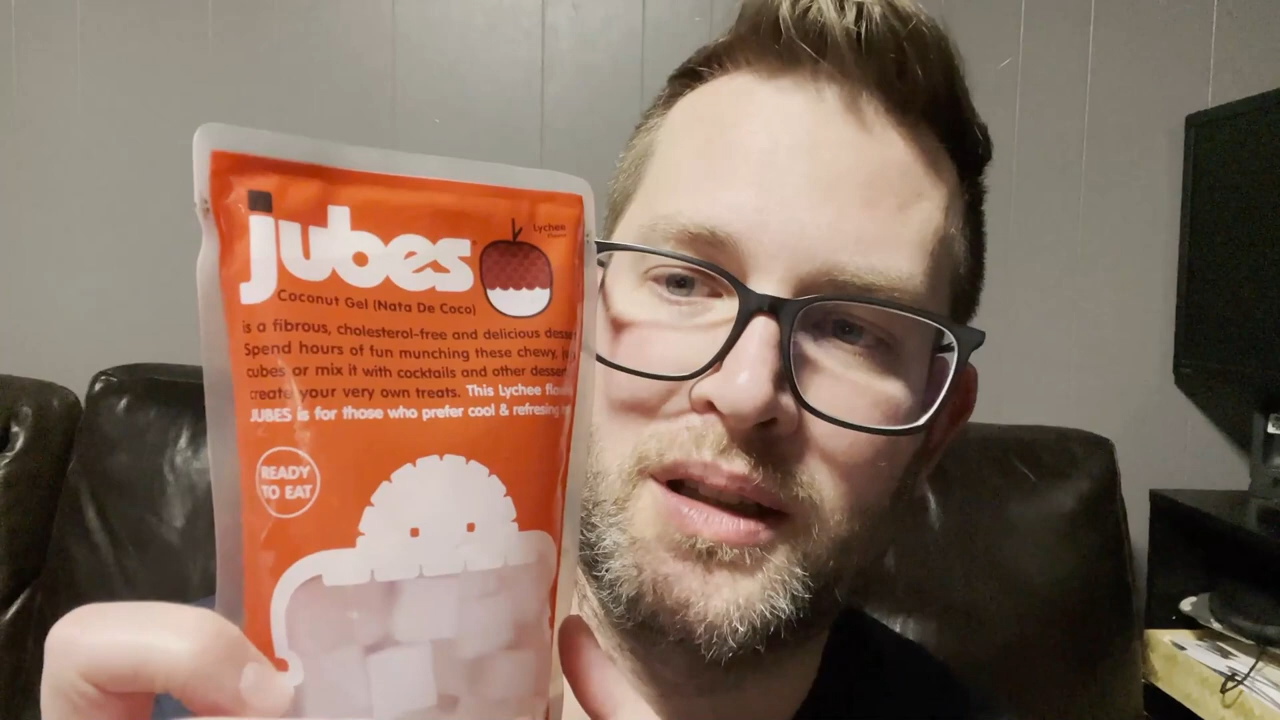 jubes
Lychee
Coconut Gel (Nata De Coco)
is a fibrous, cholesterol-free and delicious
Spend hours of fun munching these chewy,
cubes or mix it with cocktails and other
create your very own treats. This Lychee
JUBES is for those who prefer cool & refresing
READY
TO EAT